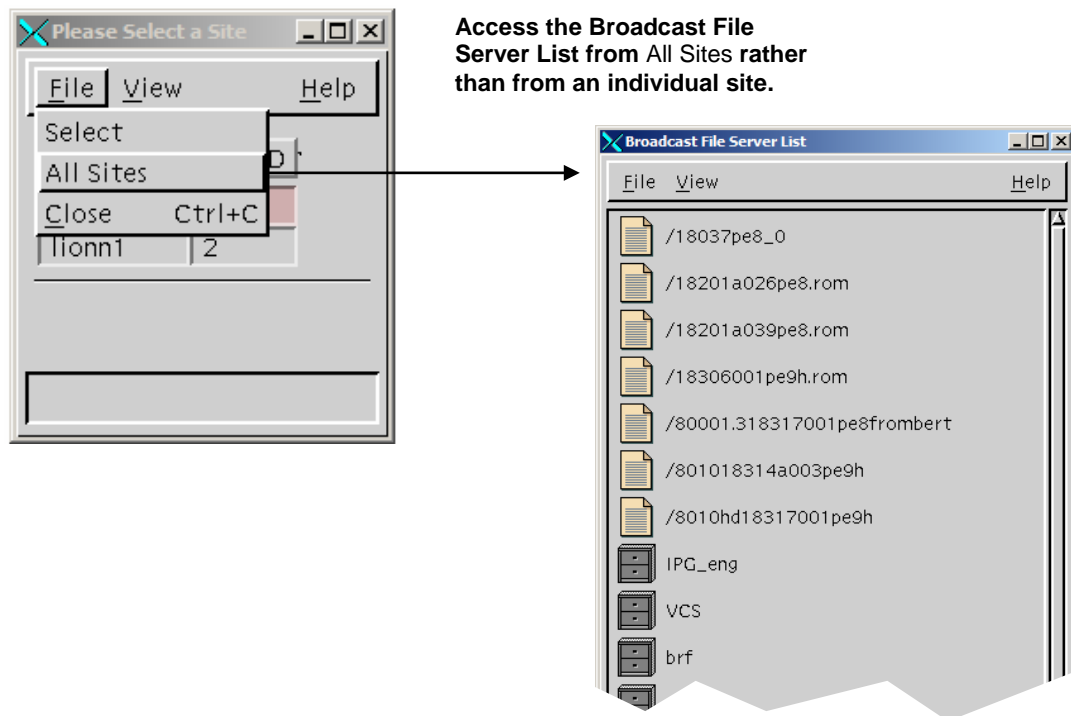 Please Select a Site
File View Help
Select
All Sites
Close Ctrl+C
D
lionn1 2
Access the Broadcast File
Server List from All Sites rather
than from an individual site.
Broadcast File Server List
File View Help
/18037pe8_0
/18201a026pe8.rom
/18201a039pe8.rom
/18306001pe9h.rom
/80001.318317001pe8frombert
/801018314a003pe9h
/8010hd18317001pe9h
IPG_eng
VCS
brf